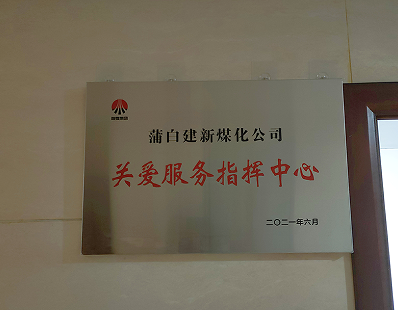 蒲白建新煤化公司
关爱服务指挥中心
二〇二一年六月